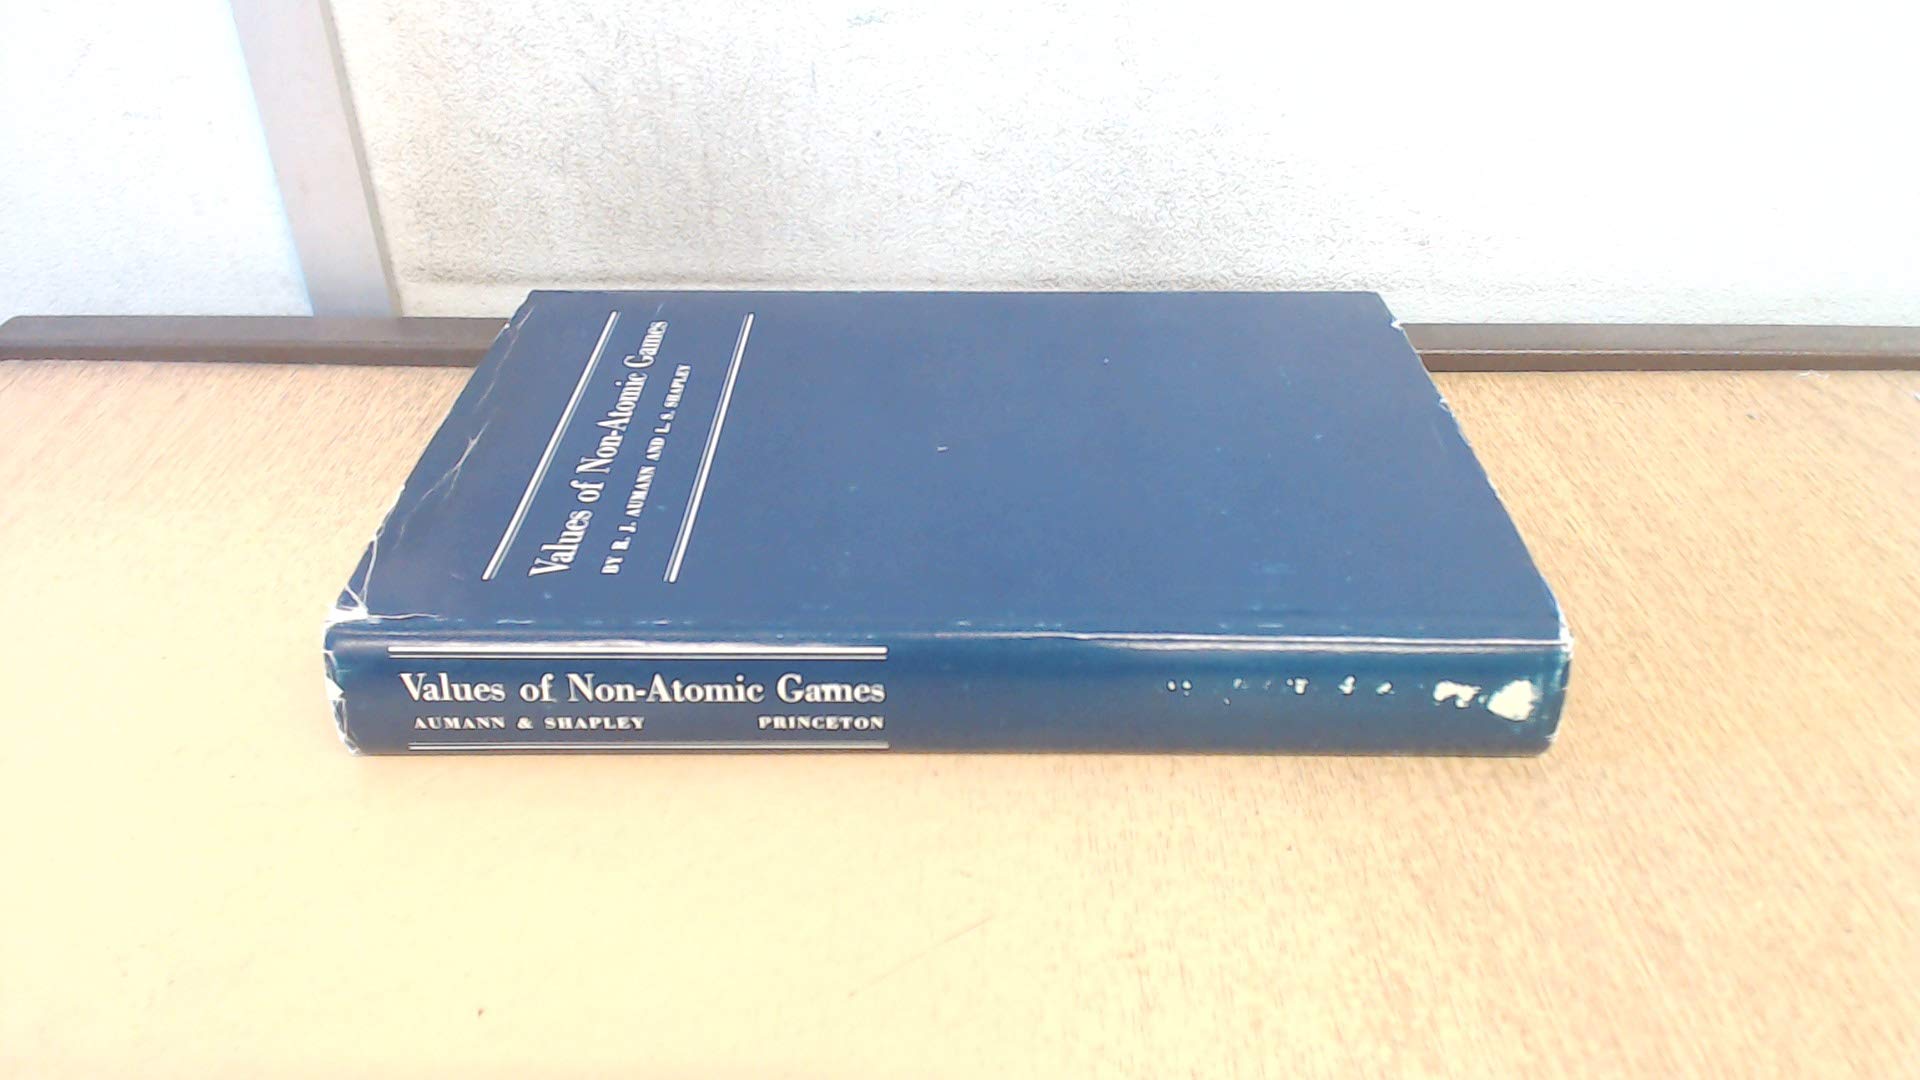 Values of Non-Atomic Games
BY R. J. AUMANN AND L. S. SHAPLEY
Values of Non-Atomic Games
AUMANN & SHAPLEY PRINCETON